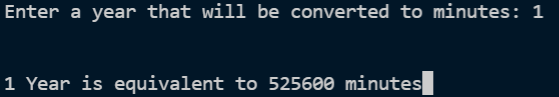 Enter a year that will be converted to minutes: 1
1 Year is equivalent to 525600 minutes